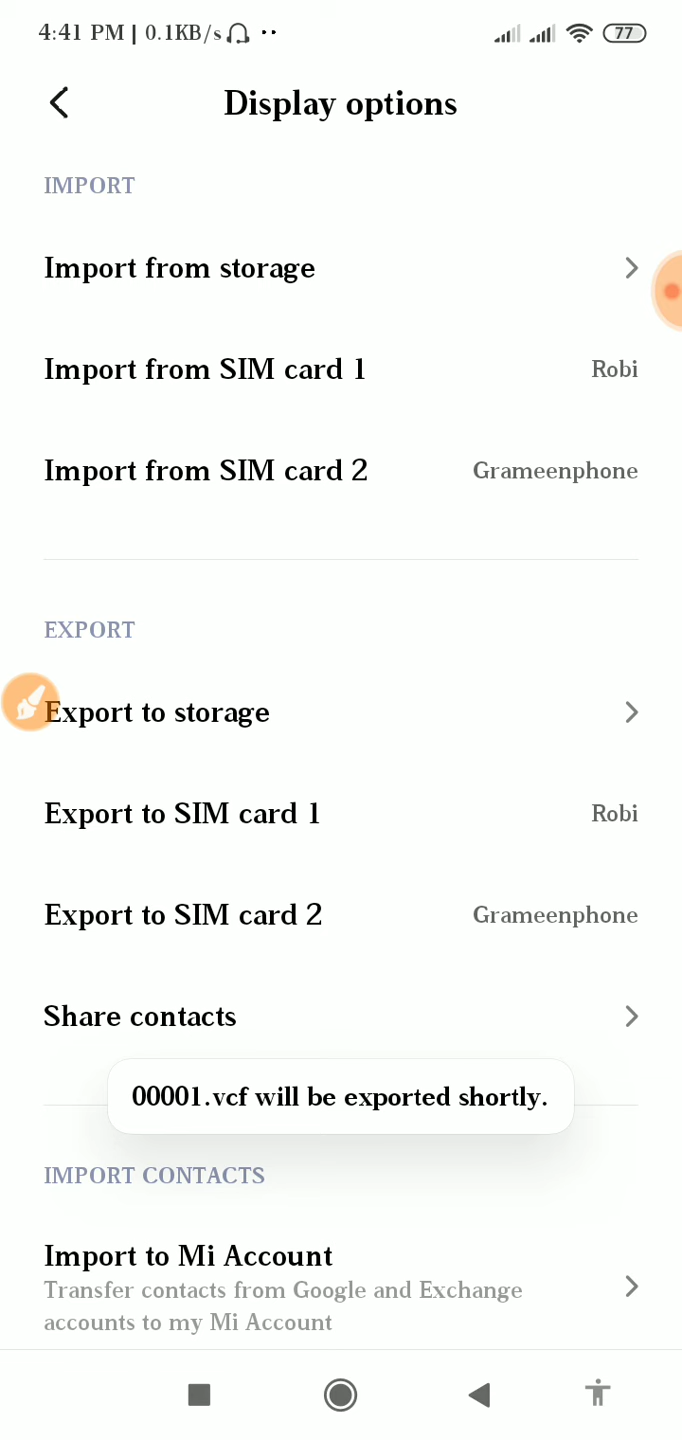 4:41 PM | 0.1KB/s 77
Display options
IMPORT
Import from storage
Import from SIM card 1 Robi
Import from SIM card 2 Grameenphone
EXPORT
Export to storage
Export to SIM card 1 Robi
Export to SIM card 2 Grameenphone
Share contacts
00001.vcf will be exported shortly.
IMPORT CONTACTS
Import to Mi Account
Transfer contacts from Google and Exchange
accounts to my Mi Account